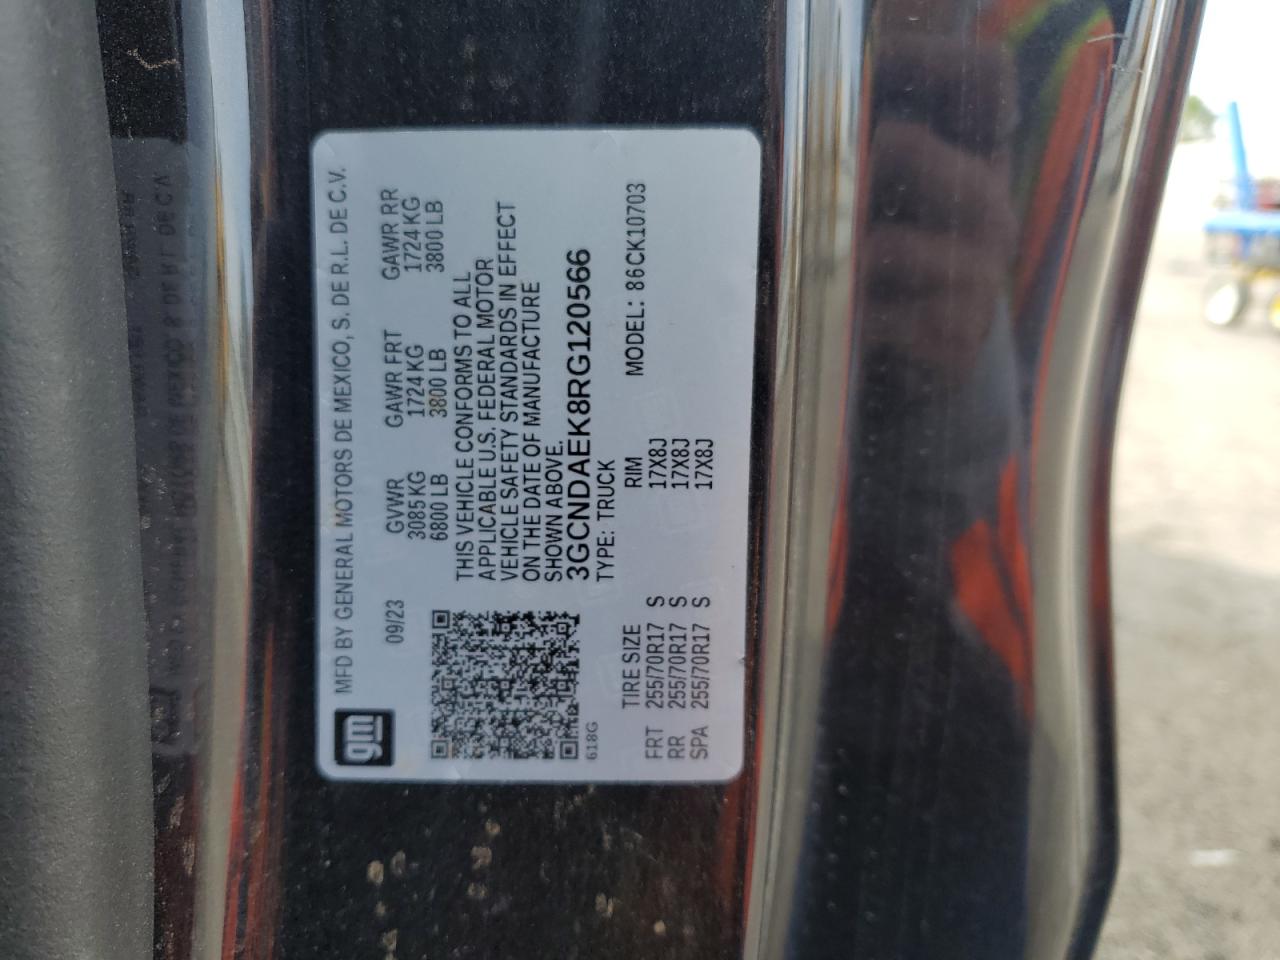 gm
MFD BY GENERAL MOTORS DE MEXICO, S. DE R.L. DE C.V.
09/23 GVWR GAWR FRT GAWR RR
3085 KG 1724 KG 1724 KG
6800 LB 3800 LB 3800 LB
THIS VEHICLE CONFORMS TO ALL
APPLICABLE U.S. FEDERAL MOTOR
VEHICLE SAFETY STANDARDS IN EFFECT
ON THE DATE OF MANUFACTURE
SHOWN ABOVE.
3GCNDAEK8RG120566
618G TYPE: TRUCK
TIRE SIZE RIM MODEL: 86CK10703
FRT 255/70R17 S 17X8J
RR 255/70R17 S 17X8J
SPA 255/70R17 S 17X8J